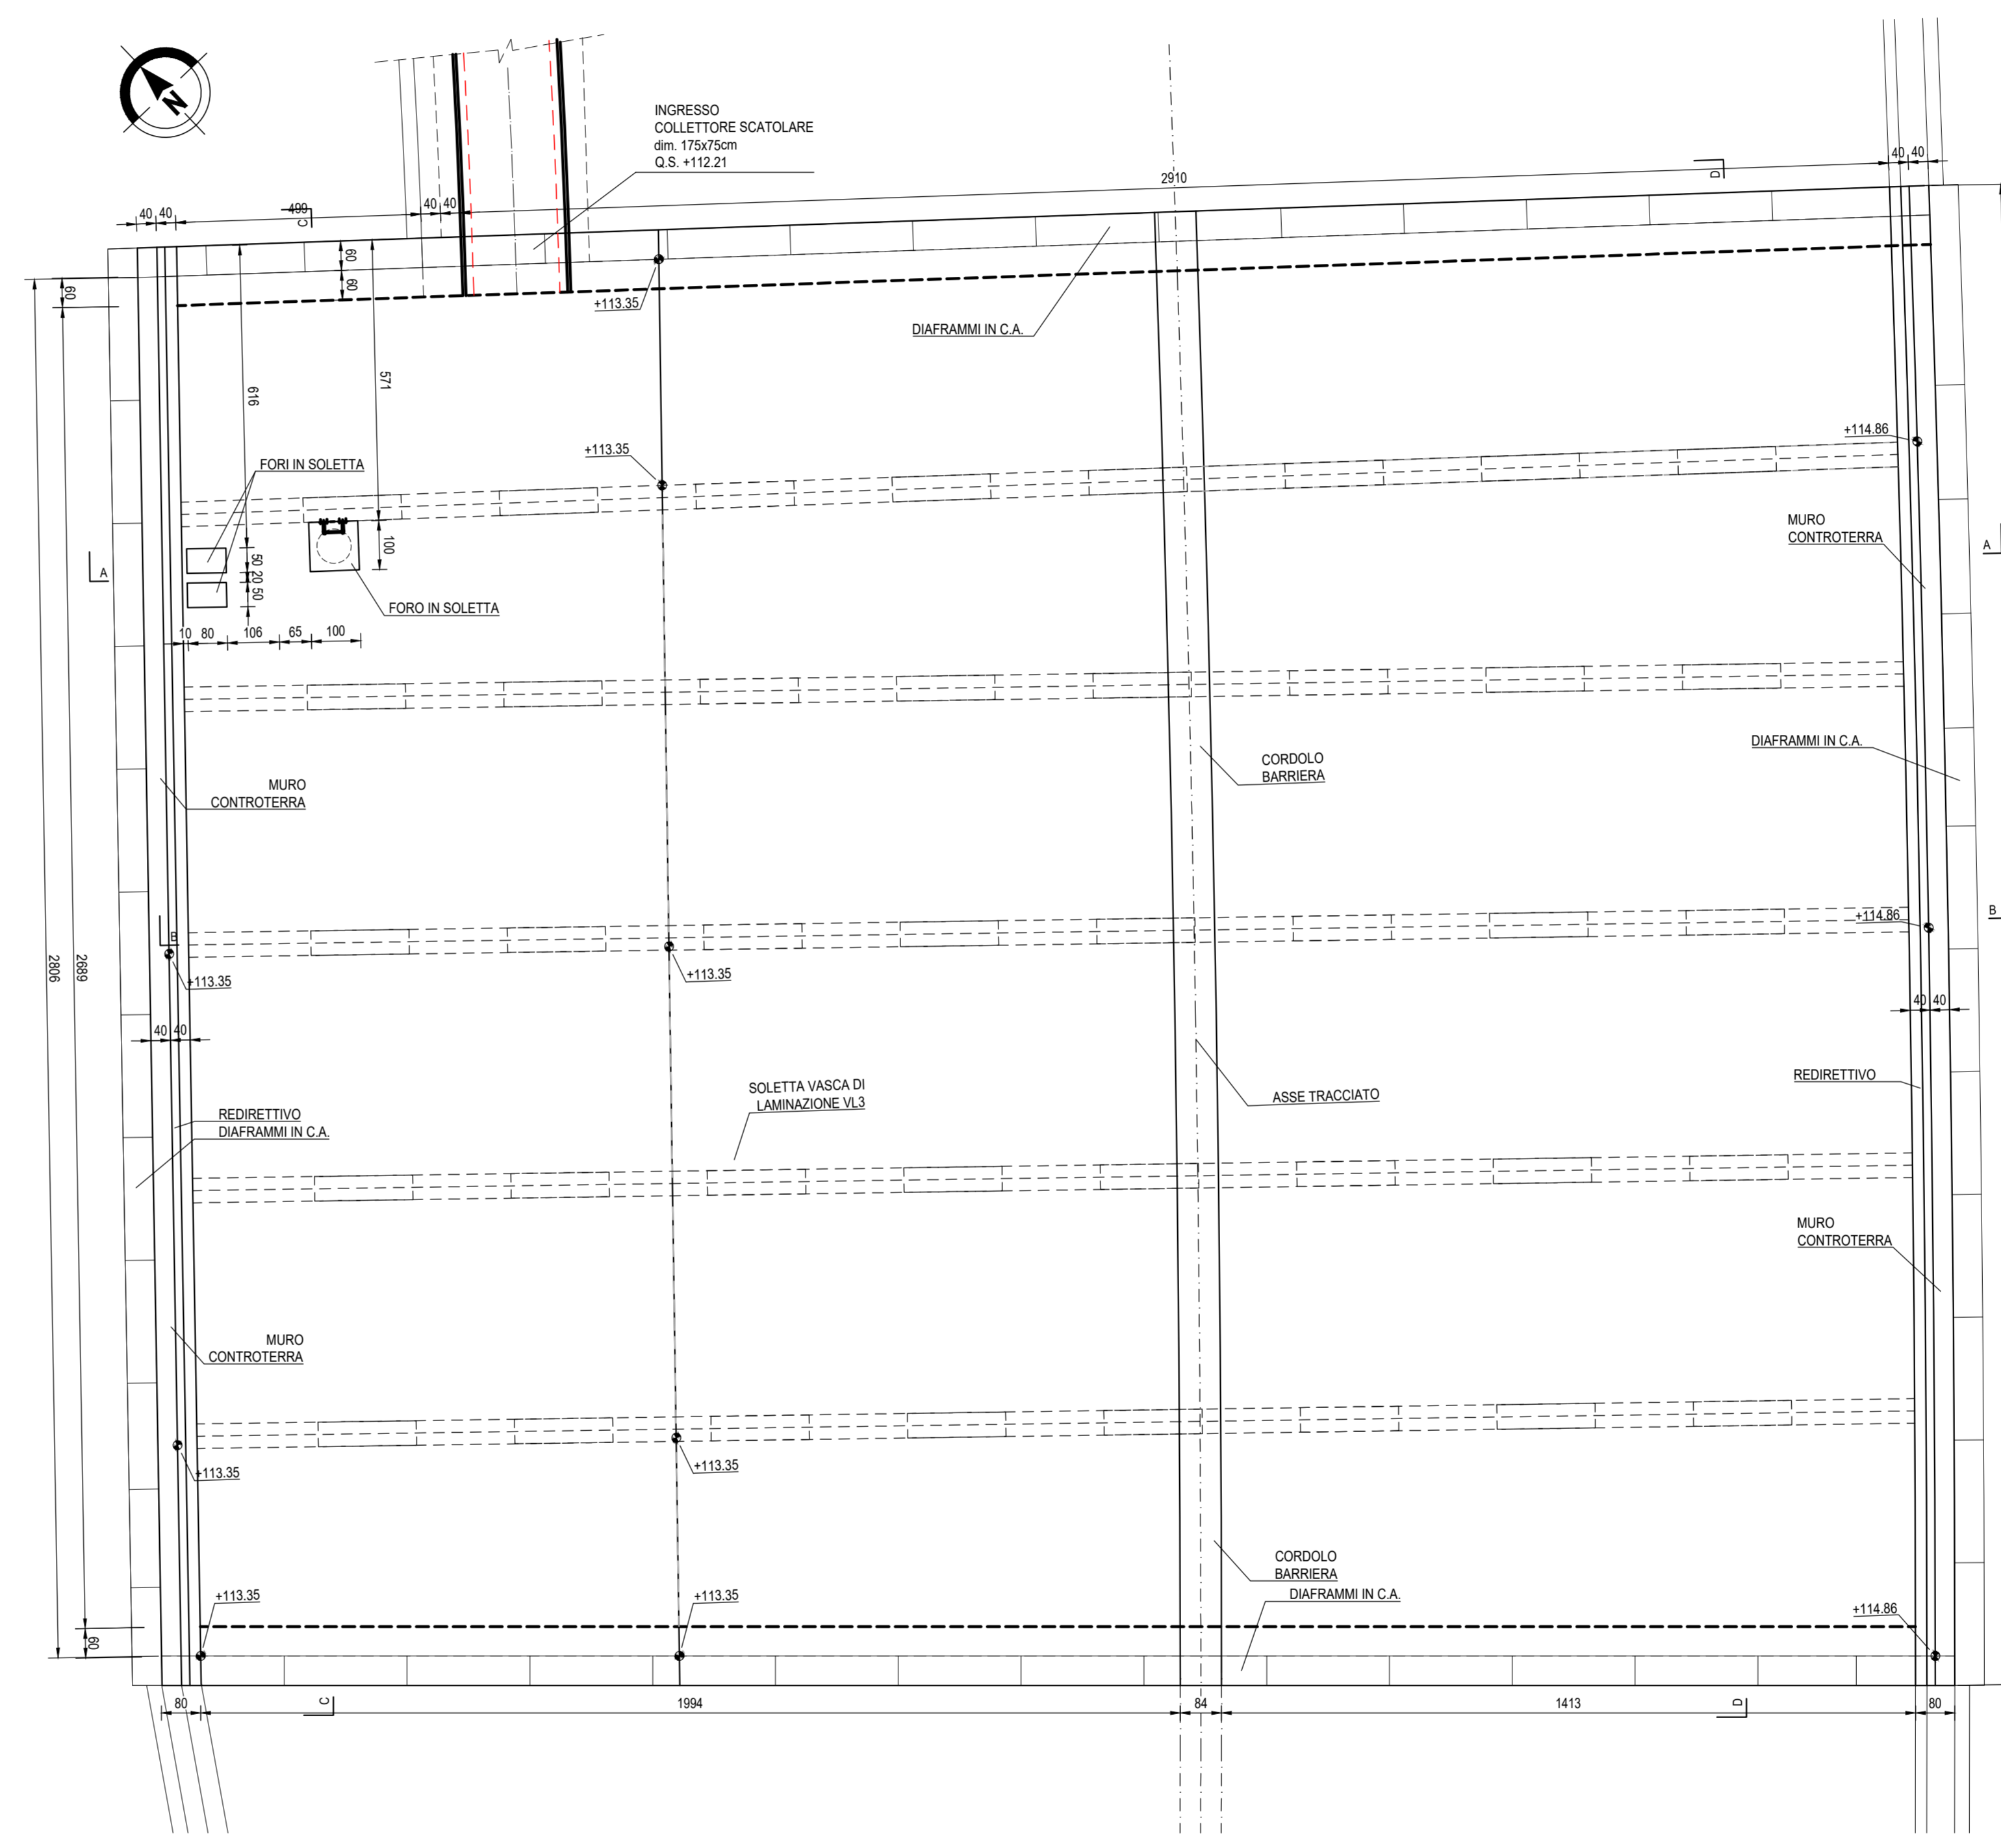 N
INGRESSO
COLLETTORE SCATOLARE
dim. 175x75cm
Q.S. +112.21
40 40
D
2910
40 40
499
C
40 40
60
60
60
+113.35
DIAFRAMMI IN C.A.
571
616
+113.35
+114.86
FORI IN SOLETTA
MURO
CONTROTERRA
100
50
20
50
A
A
FORO IN SOLETTA
10 80 106 65 100
CORDOLO
BARRIERA
DIAFRAMMI IN C.A.
MURO
CONTROTERRA
+114.86
B
B
2806
2689
+113.35
+113.35
40 40
40 40
SOLETTA VASCA DI
LAMINAZIONE VL3
ASSE TRACCIATO
REDIRETTIVO
REDIRETTIVO
DIAFRAMMI IN C.A.
MURO
CONTROTERRA
MURO
CONTROTERRA
+113.35
+113.35
CORDOLO
BARRIERA
DIAFRAMMI IN C.A.
+113.35
+113.35
+114.86
60
80
C
1994
84
1413
D
80